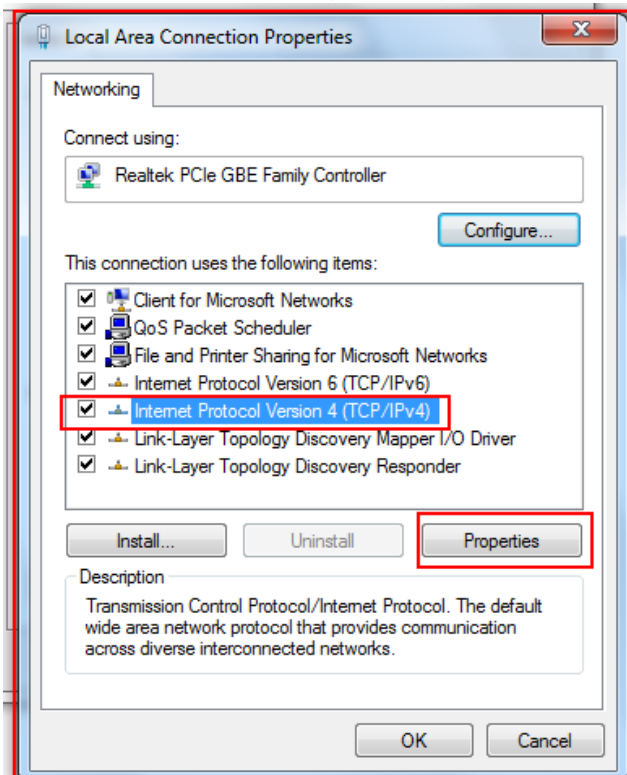 Local Area Connection Properties
Networking
Connect using:
Realtek PCIe GBE Family Controller
Configure...
This connection uses the following items:
Client for Microsoft Networks
QoS Packet Scheduler
File and Printer Sharing for Microsoft Networks
Internet Protocol Version 6 (TCP/IPv6)
Internet Protocol Version 4 (TCP/IPv4)
Link-Layer Topology Discovery Mapper I/O Driver
Link-Layer Topology Discovery Responder
Install... Uninstall Properties
Description
Transmission Control Protocol/Internet Protocol. The default
wide area network protocol that provides communication
across diverse interconnected networks.
OK Cancel